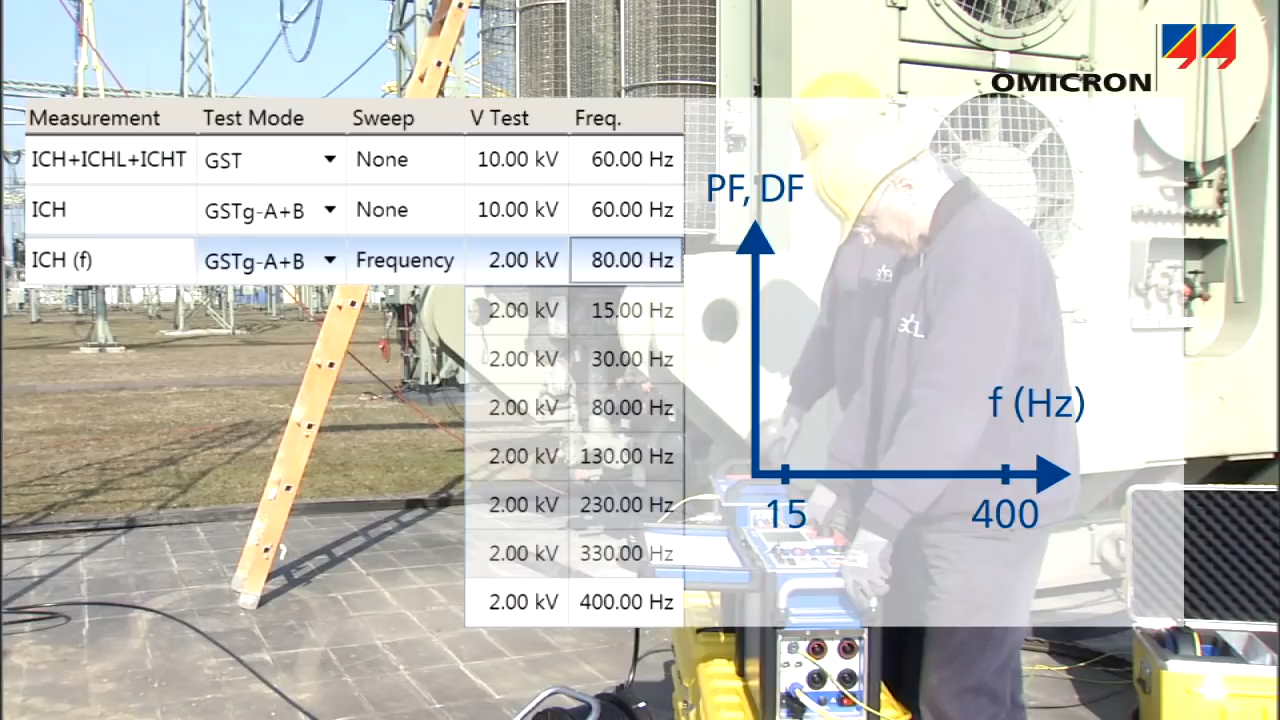 OMICRON
Measurement Test Mode Sweep V Test Freq.
ICH+ICHL+ICHT GST None 10.00 kV 60.00 Hz
ICH GSTg-A+B None 10.00 kV 60.00 Hz
ICH (f) GSTg-A+B Frequency 2.00 kV 80.00 Hz
2.00 kV 15.00 Hz
2.00 kV 30.00 Hz
2.00 kV 80.00 Hz
2.00 kV 130.00 Hz
2.00 kV 230.00 Hz
2.00 kV 330.00 Hz
2.00 kV 400.00 Hz
PF, DF
f (Hz)
15 400